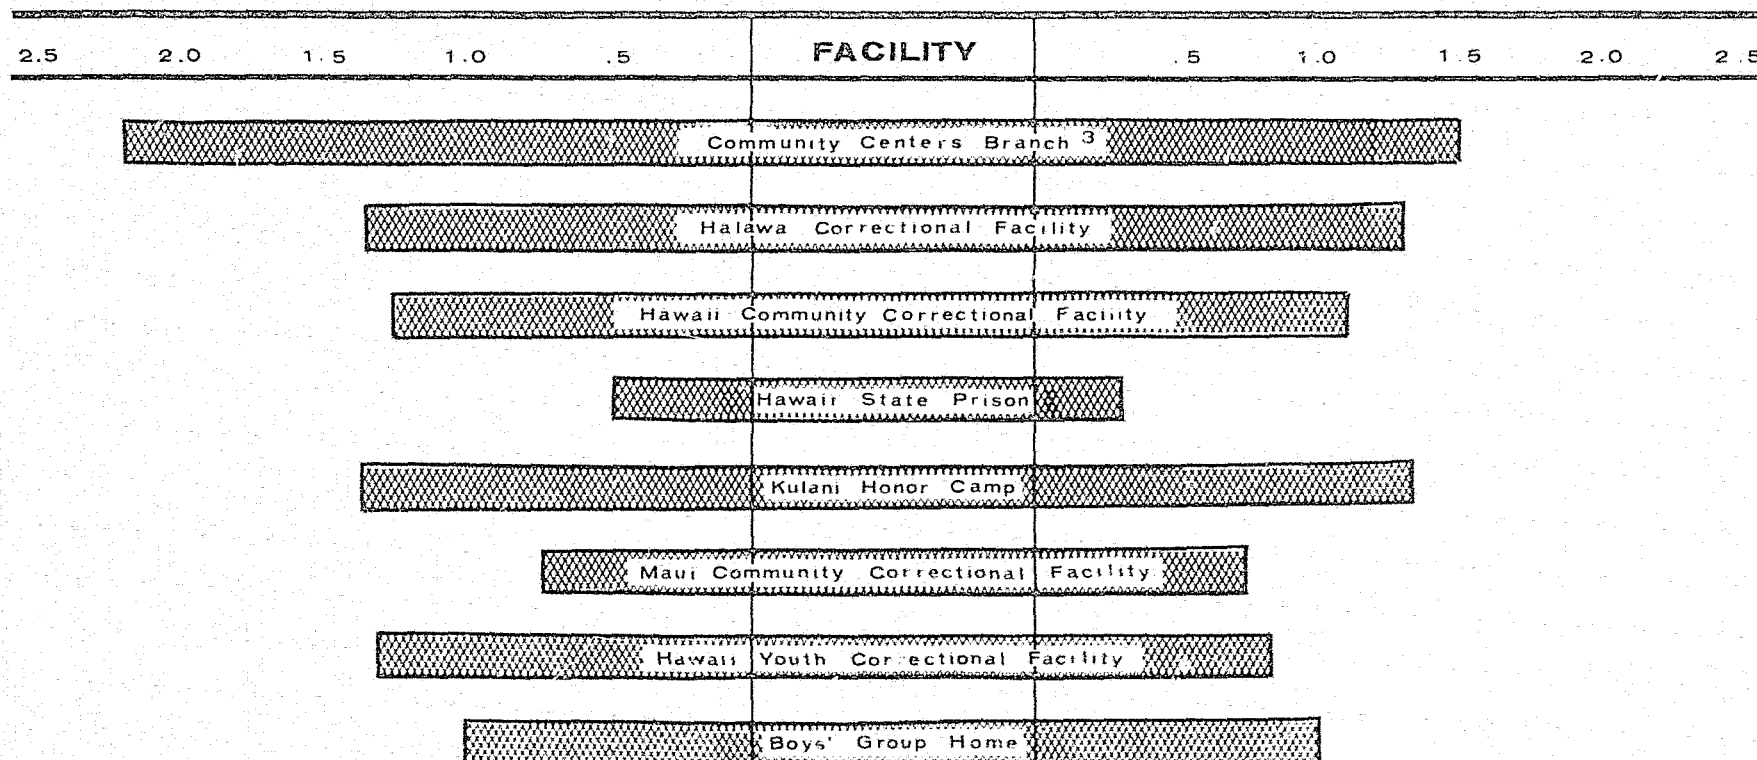 2.5 2.0 1.5 1.0 .5 FACILITY .5 1.0 1.5 2.0 2.5
Community Centers Branch 3
Halawa Correctional Facility
Hawaii Community Correctional Facility
Hawaii State Prison
Kulani Honor Camp
Maui Community Correctional Facility
Hawaii Youth Correctional Facility
Boys' Group Home